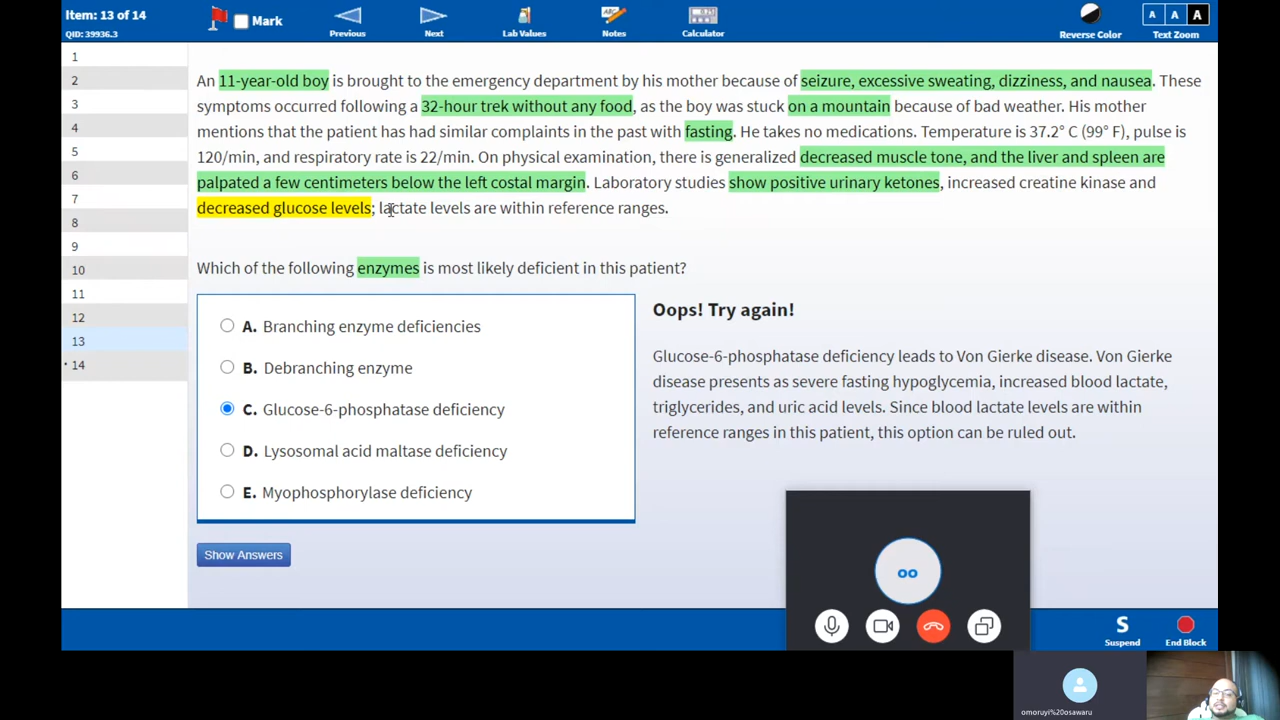 Item: 13 of 14
QID: 39936.3
Mark
Previous
Next
Lab Values
Notes
Calculator
Reverse Color
A A A
Text Zoom
1
2
3
4
5
6
7
8
9
10
11
12
13
14
An 11-year-old boy is brought to the emergency department by his mother because of seizure, excessive sweating, dizziness, and nausea. These
symptoms occurred following a 32-hour trek without any food, as the boy was stuck on a mountain because of bad weather. His mother
mentions that the patient has had similar complaints in the past with fasting. He takes no medications. Temperature is 37.2° C (99° F), pulse is
120/min, and respiratory rate is 22/min. On physical examination, there is generalized decreased muscle tone, and the liver and spleen are
palpated a few centimeters below the left costal margin. Laboratory studies show positive urinary ketones, increased creatine kinase and
decreased glucose levels; lactate levels are within reference ranges.
Which of the following enzymes is most likely deficient in this patient?
A. Branching enzyme deficiencies
B. Debranching enzyme
C. Glucose-6-phosphatase deficiency
D. Lysosomal acid maltase deficiency
E. Myophosphorylase deficiency
Show Answers
Oops! Try again!
Glucose-6-phosphatase deficiency leads to Von Gierke disease. Von Gierke
disease presents as severe fasting hypoglycemia, increased blood lactate,
triglycerides, and uric acid levels. Since blood lactate levels are within
reference ranges in this patient, this option can be ruled out.
oo
S
Suspend
End Block
omoruyi%20osawaru